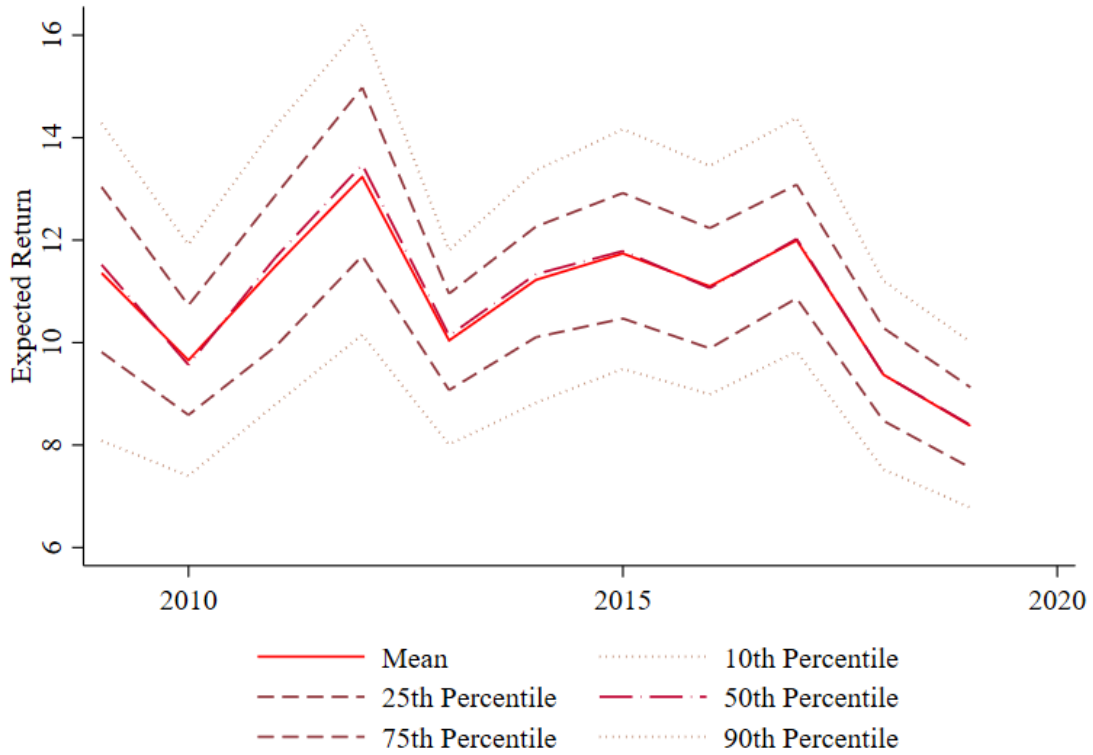 16
14
12
10
8
6
Expected Return
2010 2015 2020
Mean 10th Percentile
25th Percentile 50th Percentile
75th Percentile 90th Percentile